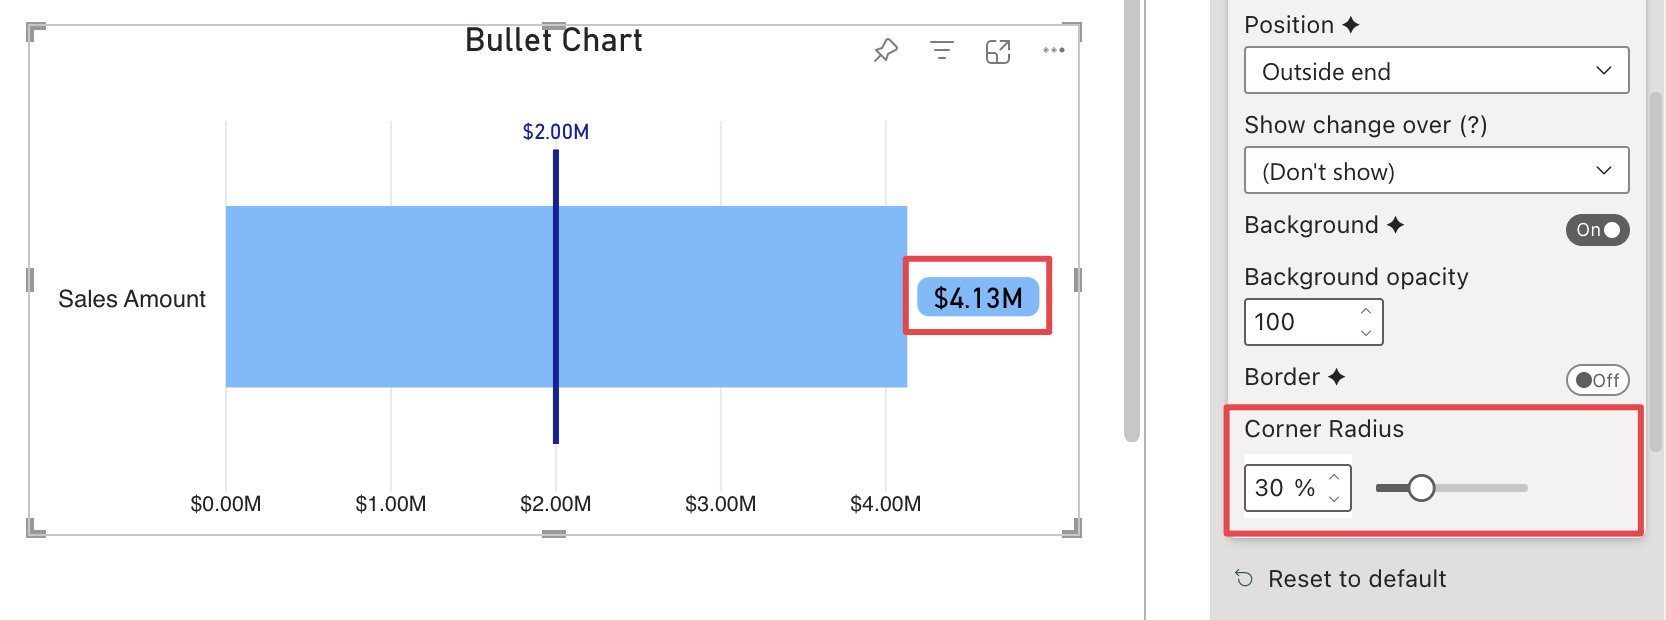 Bullet Chart
$2.00M
Sales Amount
$4.13M
$0.00M
$1.00M
$2.00M
$3.00M
$4.00M
Position
Outside end
Show change over (?)
(Don't show)
Background
On
Background opacity
100
Border
Off
Corner Radius
30 %
Reset to default